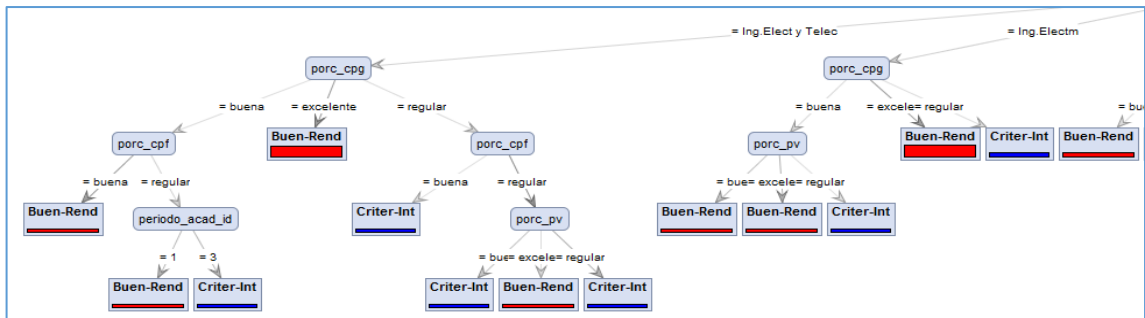 = Ing.Elect y Telec
= Ing.Electm
porc_cpg
porc_cpg
= buena
= excelente
= regular
= buena
= excele= regular
= bue
porc_cpf
Buen-Rend
porc_cpf
porc_pv
Buen-Rend
Criter-Int
Buen-Rend
= buena
= regular
= buena
= regular
= bue= excele= regular
Buen-Rend
periodo_acad_id
Criter-Int
porc_pv
Buen-Rend
Buen-Rend
Criter-Int
= 1
= 3
= bue= excele= regular
Buen-Rend
Criter-Int
Criter-Int
Buen-Rend
Criter-Int